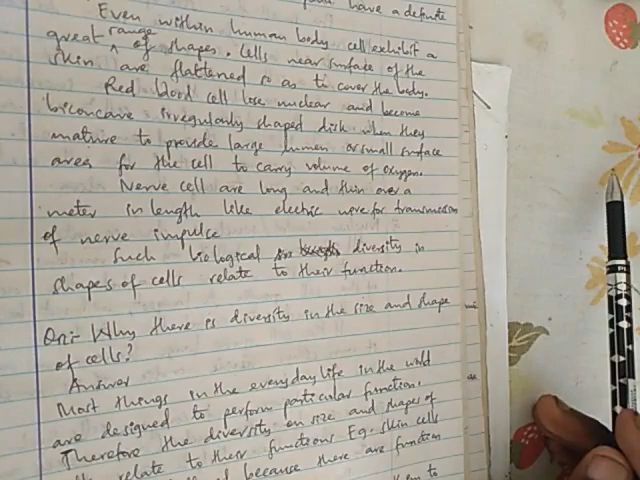 have a definite
Even within human body cell exhibit a
great range of shapes. Cells near surface of the
skin are flattened so as to cover the body.
Red blood cell lose nuclear and become
biconcave irregularly shaped disk when they
mature to provide large lumen or small surface
area for the cell to carry volume of oxygen.
Nerve cell are long and thin over a
meter in length like electric wire for transmission
of nerve impulse
Such biological diversity in
shapes of cells relate to their function.
Qn:- Why there is diversity in the size and shape
of cells?
Answer
Most things in the everyday life in the world
are designed to perform particular function.
Therefore the diversity on size and shapes of
relate to their functions Eg. skin cells
because there are function
to